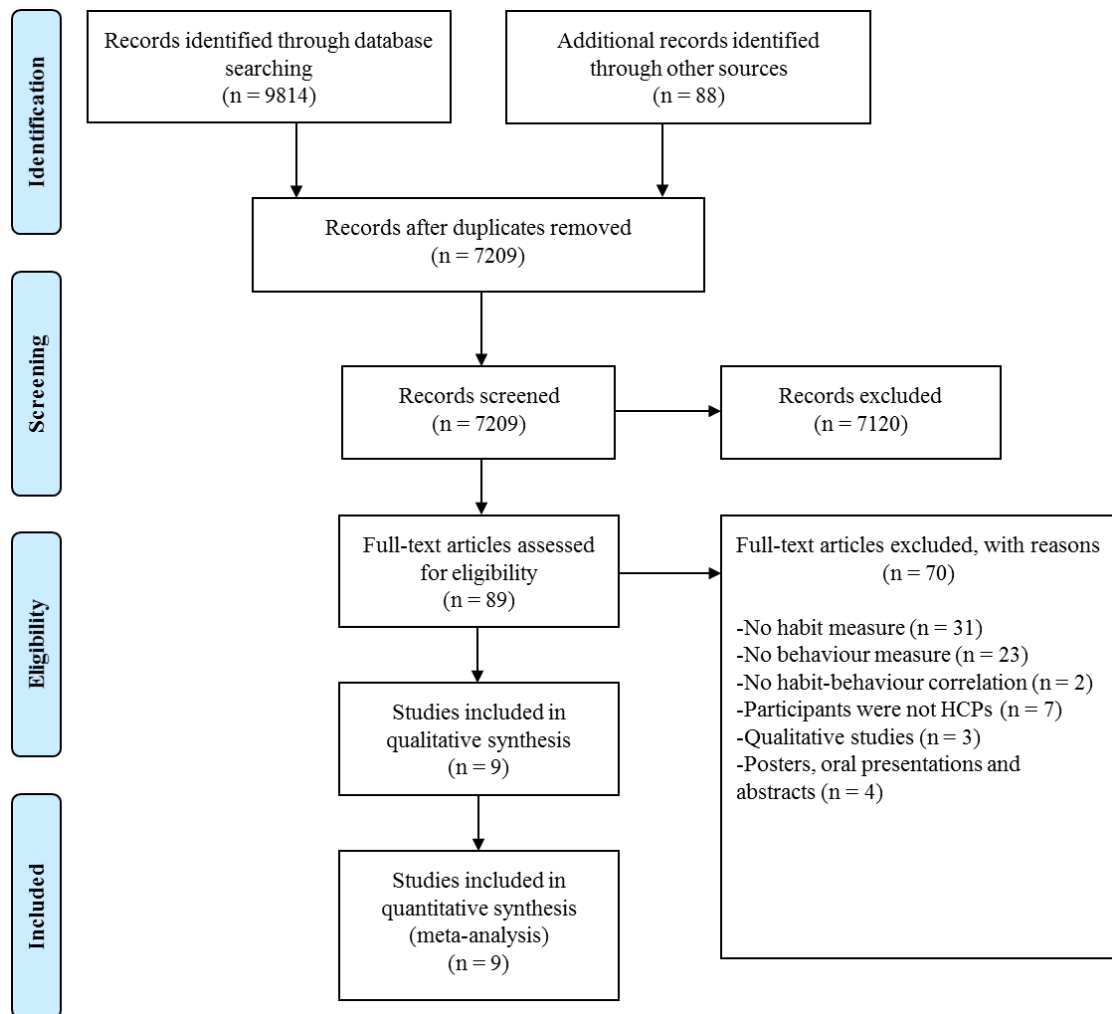 Identification
Records identified through database
searching
(n = 9814)
Additional records identified
through other sources
(n = 88)
Records after duplicates removed
(n = 7209)
Screening
Records screened
(n = 7209)
Records excluded
(n = 7120)
Eligibility
Full-text articles assessed
for eligibility
(n = 89)
Full-text articles excluded, with reasons
(n = 70)
-No habit measure (n = 31)
-No behaviour measure (n = 23)
-No habit-behaviour correlation (n = 2)
-Participants were not HCPs (n = 7)
-Qualitative studies (n = 3)
-Posters, oral presentations and
abstracts (n = 4)
Studies included in
qualitative synthesis
(n = 9)
Included
Studies included in
quantitative synthesis
(meta-analysis)
(n = 9)